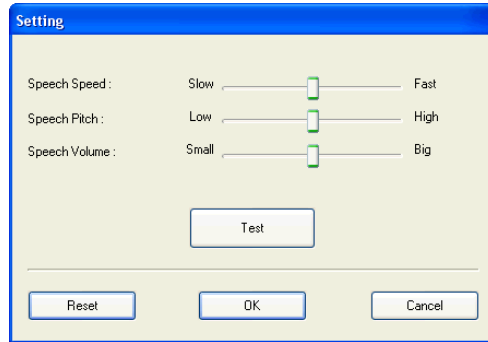 Setting
Speech Speed : Slow Fast
Speech Pitch : Low High
Speech Volume : Small Big
Test
Reset OK Cancel